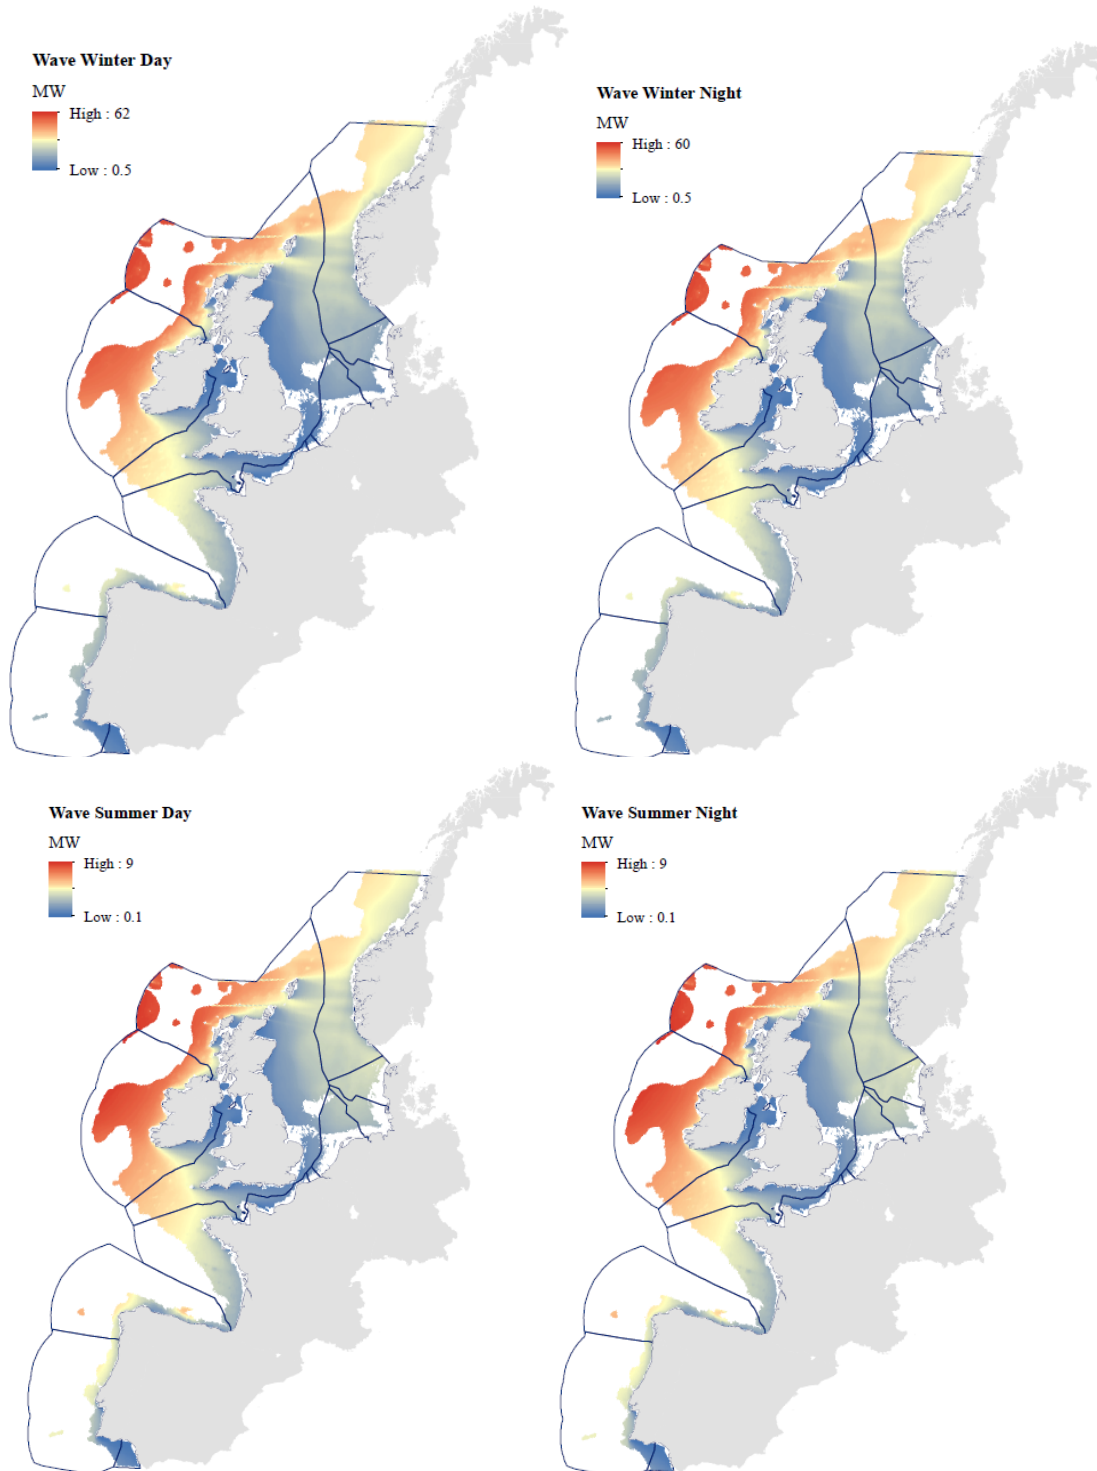 Wave Winter Day
MW
High : 62
Low : 0.5
Wave Winter Night
MW
High : 60
Low : 0.5
Wave Summer Day
MW
High : 9
Low : 0.1
Wave Summer Night
MW
High : 9
Low : 0.1